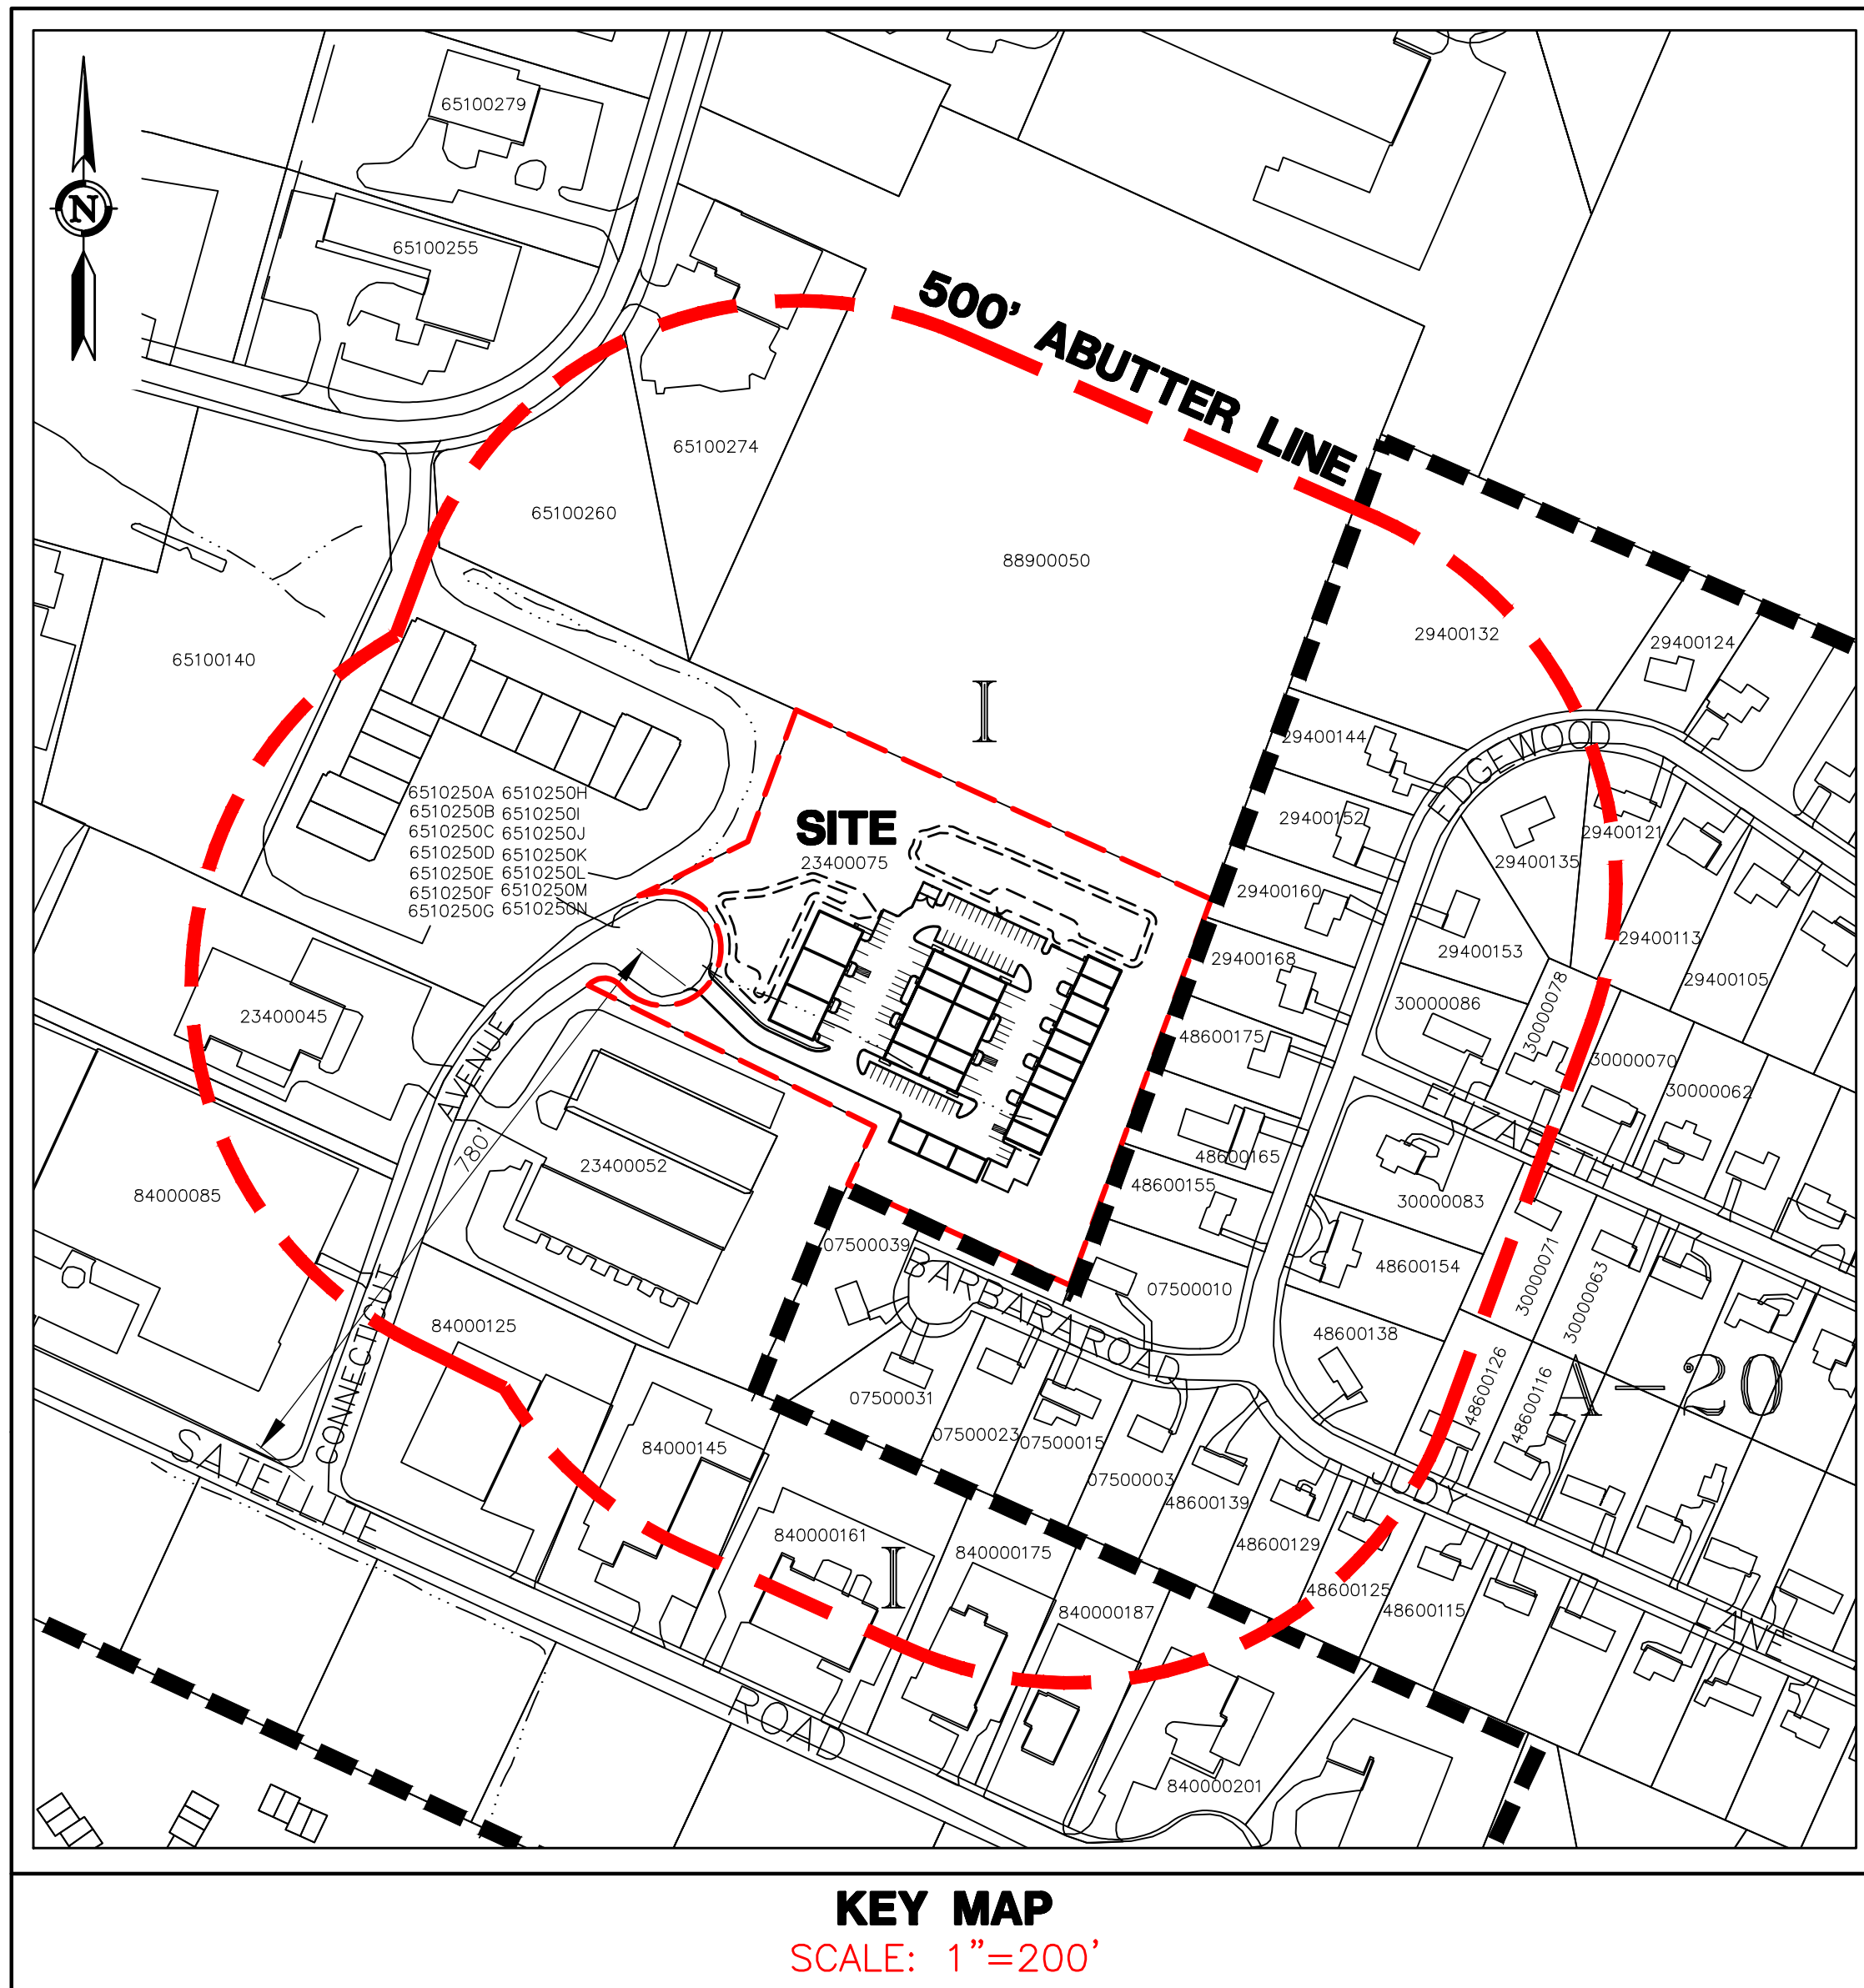 65100279
N
65100255
500' ABUTTER LINE
65100274
65100260
88900050
29400132
29400124
65100140
I
29400144
EDGEWOOD
6510250A 6510250H
6510250B 6510250I
6510250C 6510250J
6510250D 6510250K
6510250E 6510250L
6510250F 6510250M
6510250G 6510250N
SITE
23400075
29400152
29400121
29400135
29400160
29400113
29400153
29400168
29400105
23400045
30000086
30000078
48600175
30000070
30000062
AVENUE
780'
ELIZABETH
23400052
48600165
84000085
48600155
30000083
07500039
BARBARA ROAD
07500010
48600154
30000071
30000063
CONNECTICUT
84000125
48600138
48600126
48600116
A-20
07500031
07500023
07500015
84000145
SATELLITE
07500003
JUDY
48600139
840000161
I
840000175
48600129
48600125
48600115
840000187
LANE
ROAD
840000201
KEY MAP
SCALE: 1"=200'